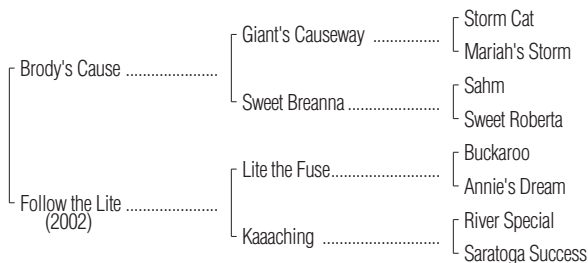 Storm Cat
Giant's Causeway ................
Mariah's Storm
Brody's Cause ......................
Sahm
Sweet Breanna ......................
Sweet Roberta
Buckaroo
Lite the Fuse..........................
Annie's Dream
Follow the Lite ......................
(2002)
River Special
Kaaaching ..............................
Saratoga Success